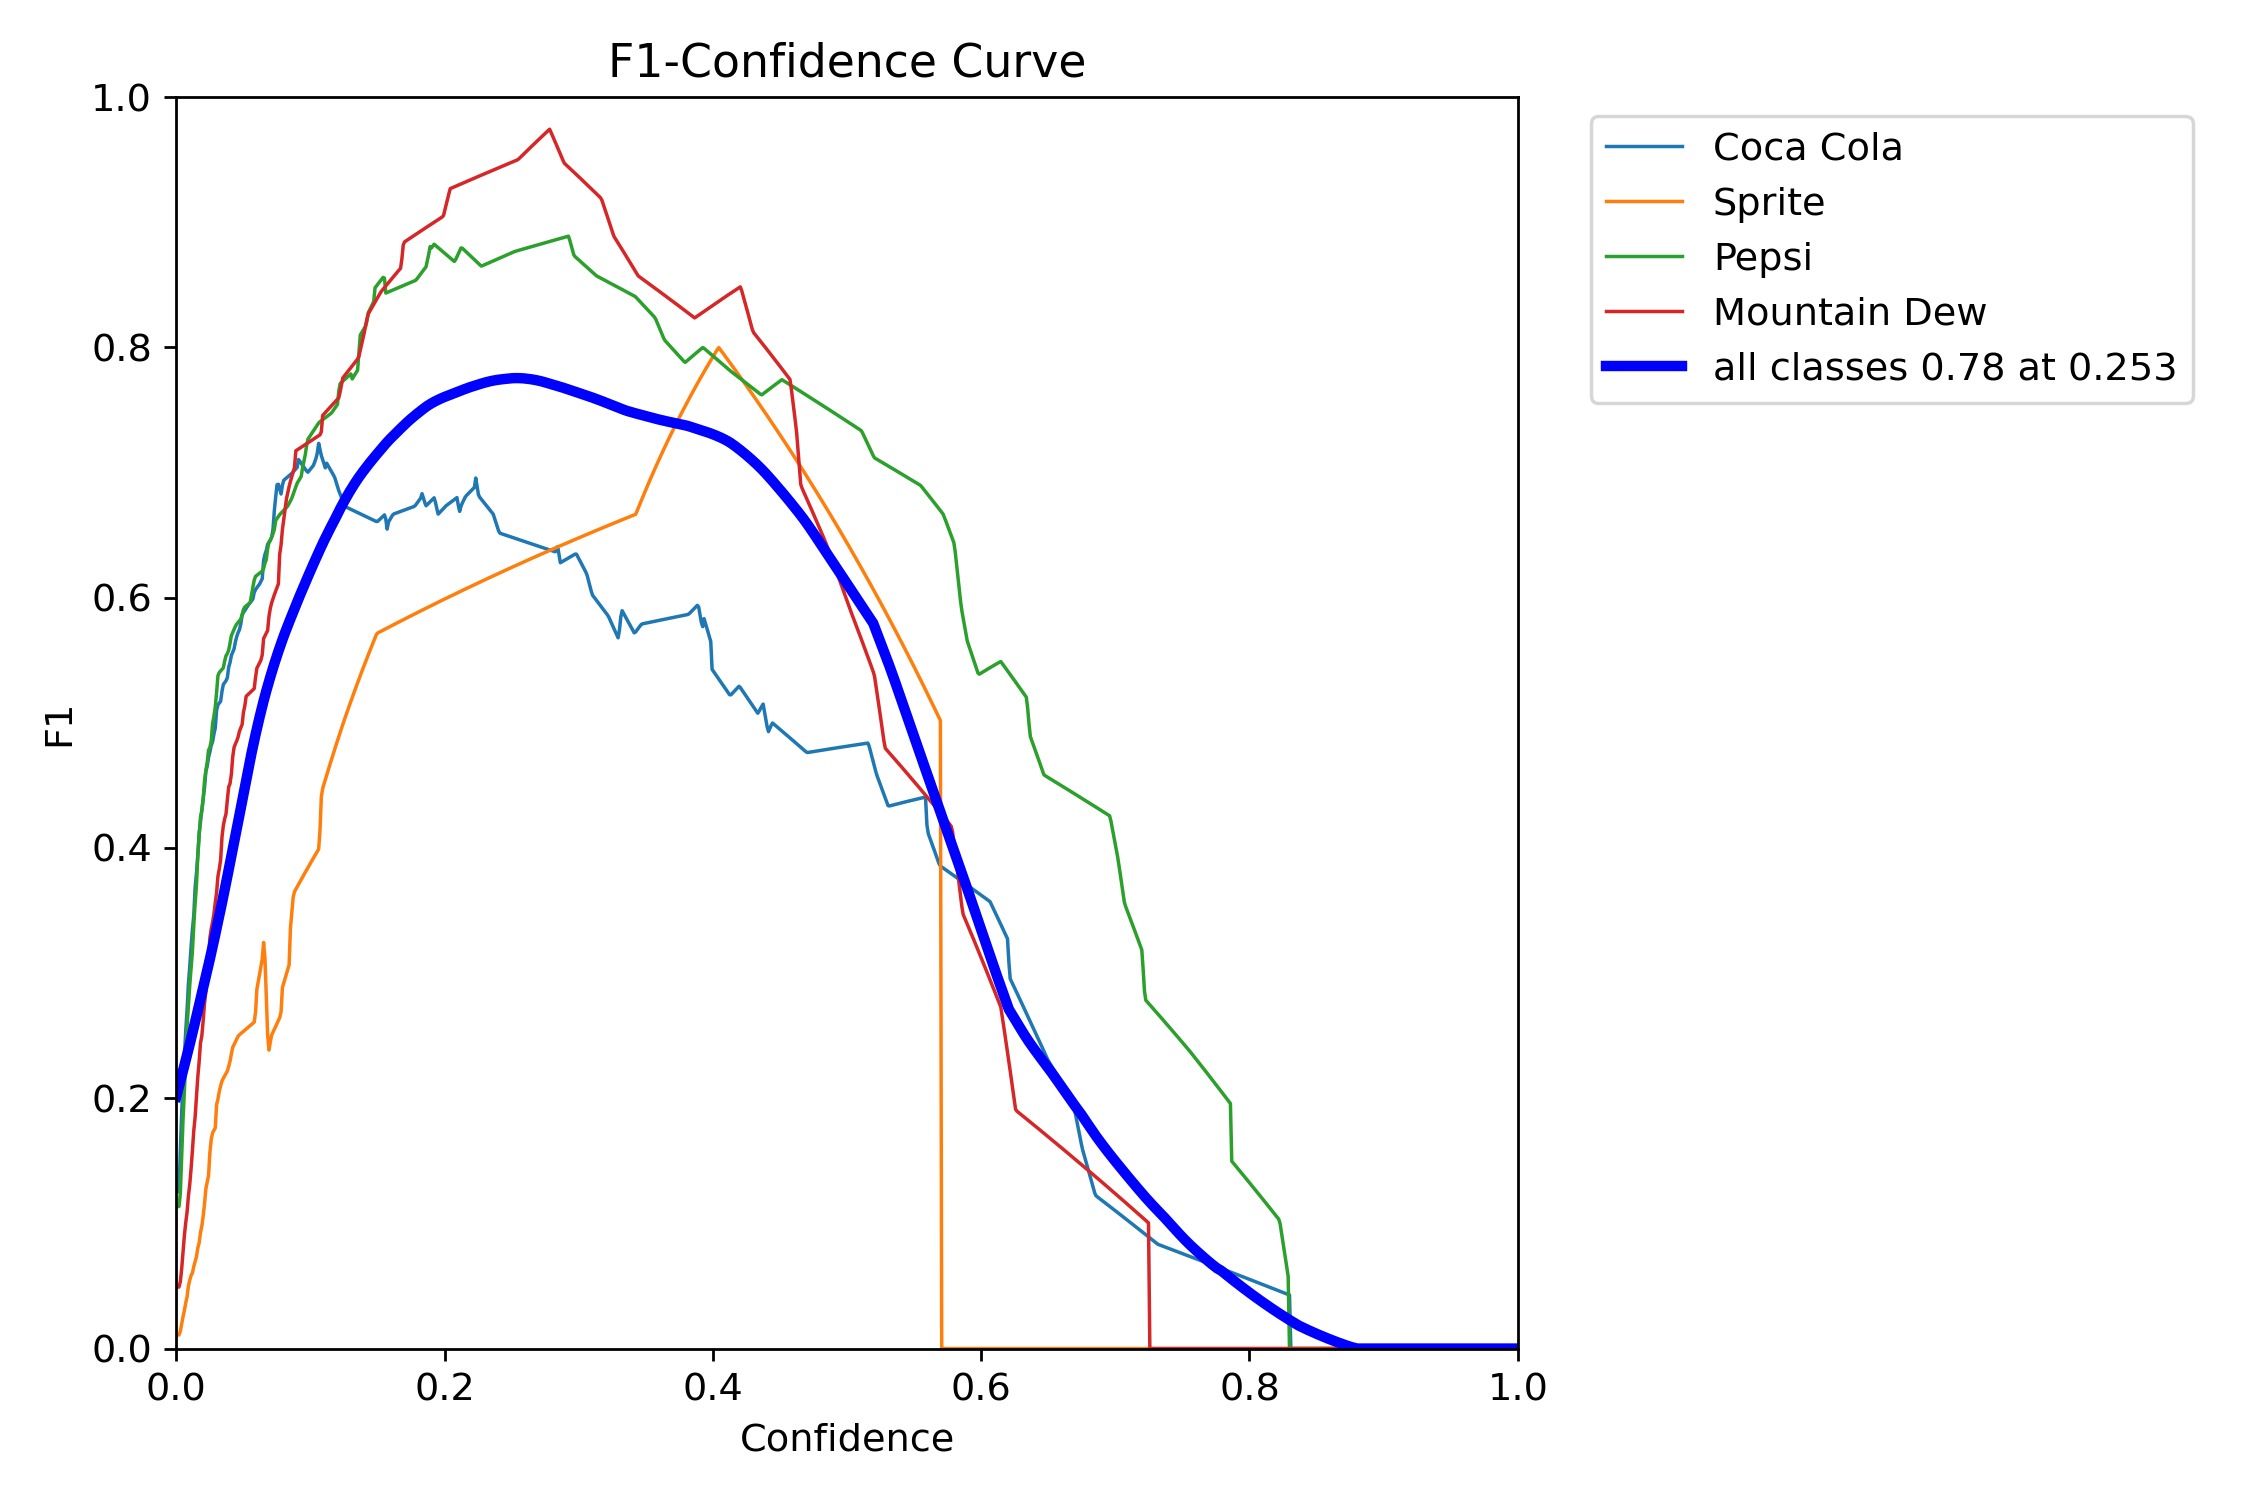 F1-Confidence Curve
1.0
0.8
0.6
0.4
0.2
0.0
F1
0.0 0.2 0.4 0.6 0.8 1.0
Confidence
Coca Cola
Sprite
Pepsi
Mountain Dew
all classes 0.78 at 0.253